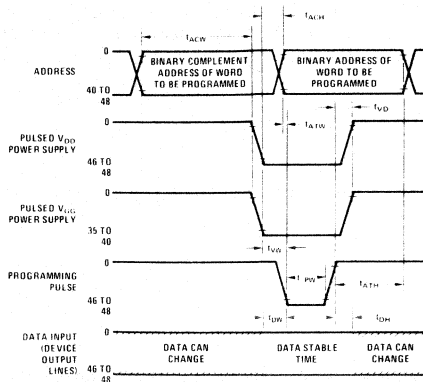 tACH
tACW
0
BINARY COMPLEMENT
ADDRESS OF WORD
TO BE PROGRAMMED
BINARY ADDRESS OF
WORD TO BE
PROGRAMMED
ADDRESS
40 TO
48
tVD
0
tATW
PULSED VDD
POWER SUPPLY
46 TO
48
0
PULSED VGG
POWER SUPPLY
35 TO
40
tVW
0
tPW
PROGRAMMING
PULSE
tATH
46 TO
48
tDW
tDH
0
DATA INPUT
(DEVICE
OUTPUT
LINES)
DATA CAN
CHANGE
DATA STABLE
TIME
DATA CAN
CHANGE
46 TO
48